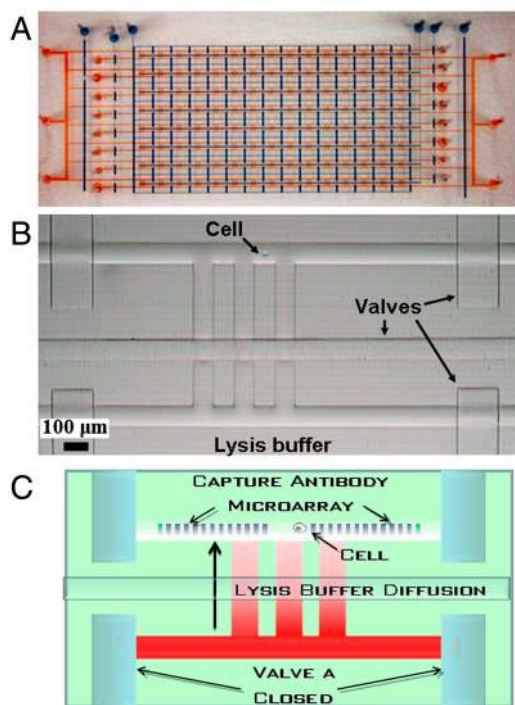 A
B
Cell
Valves
100 μm
Lysis buffer
C
CAPTURE ANTIBODY
MICROARRAY
CELL
LYSIS BUFFER DIFFUSION
VALVE A
CLOSED